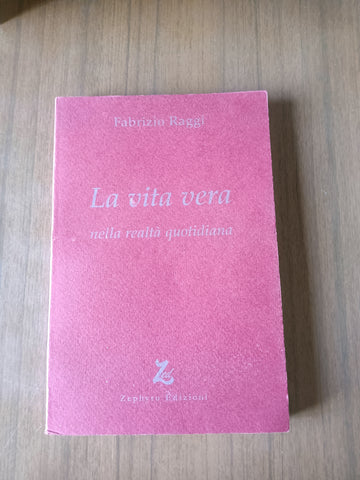 Fabrizio Raggi
La vita vera
nella realtà quotidiana
Zephyro Edizioni